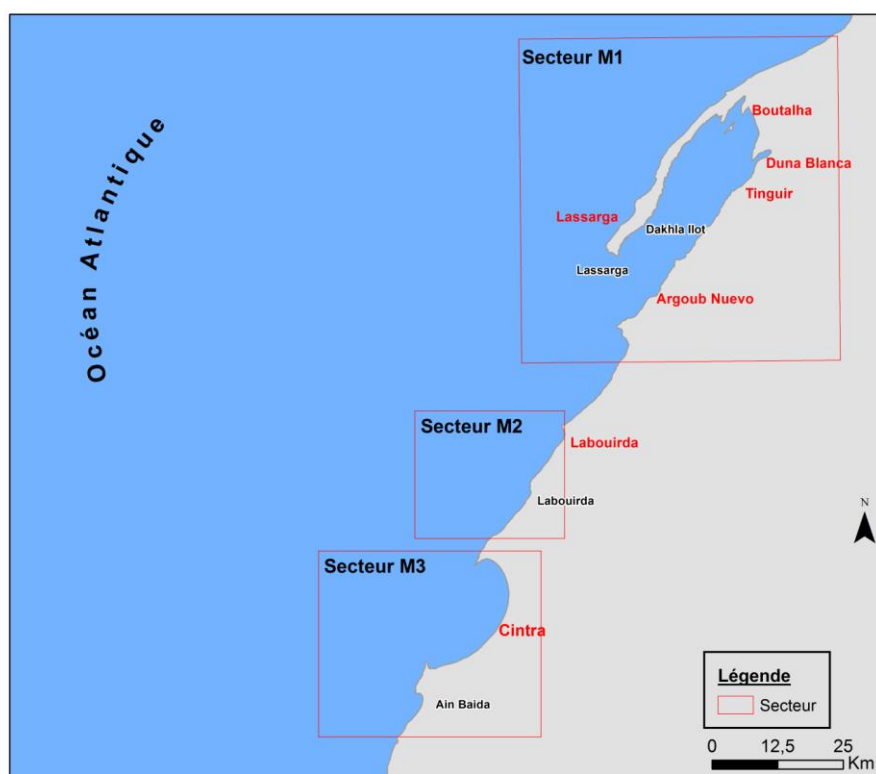 Secteur M1
Boutalha
Duna Blanca
Tinguir
Lassarga
Dakhla Ilot
Lassarga
Argoub Nuevo
Océan Atlantique
Secteur M2
Labouirda
Labouirda
N
Secteur M3
Cintra
Ain Baida
Légende
Secteur
0 12,5 25
Km